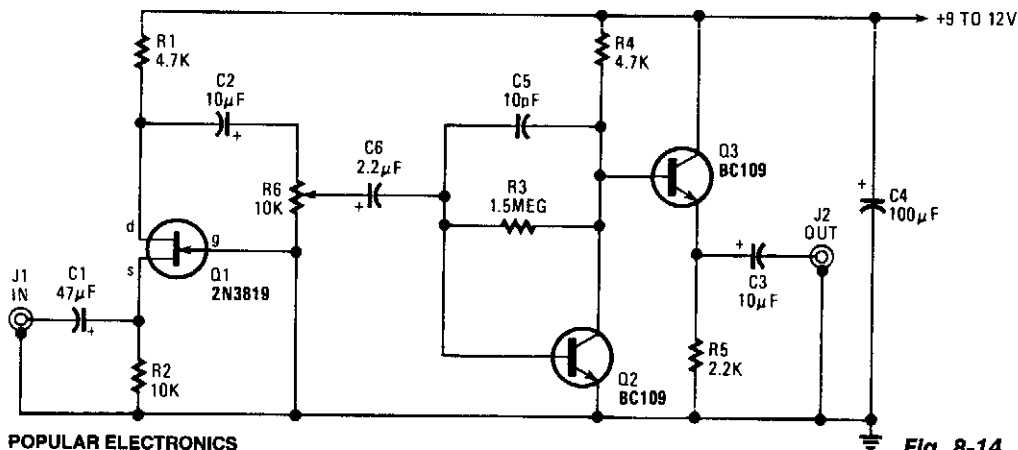 +9 TO 12V
R1
4.7K
C2
10µF
+
R6
10K
C6
2.2µF
+
C5
10pF
R3
1.5MEG
R4
4.7K
Q3
BC109
+
C4
100µF
J2
OUT
+
C3
10µF
d
g
s
Q1
2N3819
J1
IN
C1
47µF
+
R2
10K
Q2
BC109
R5
2.2K
POPULAR ELECTRONICS
Fig. 8-14